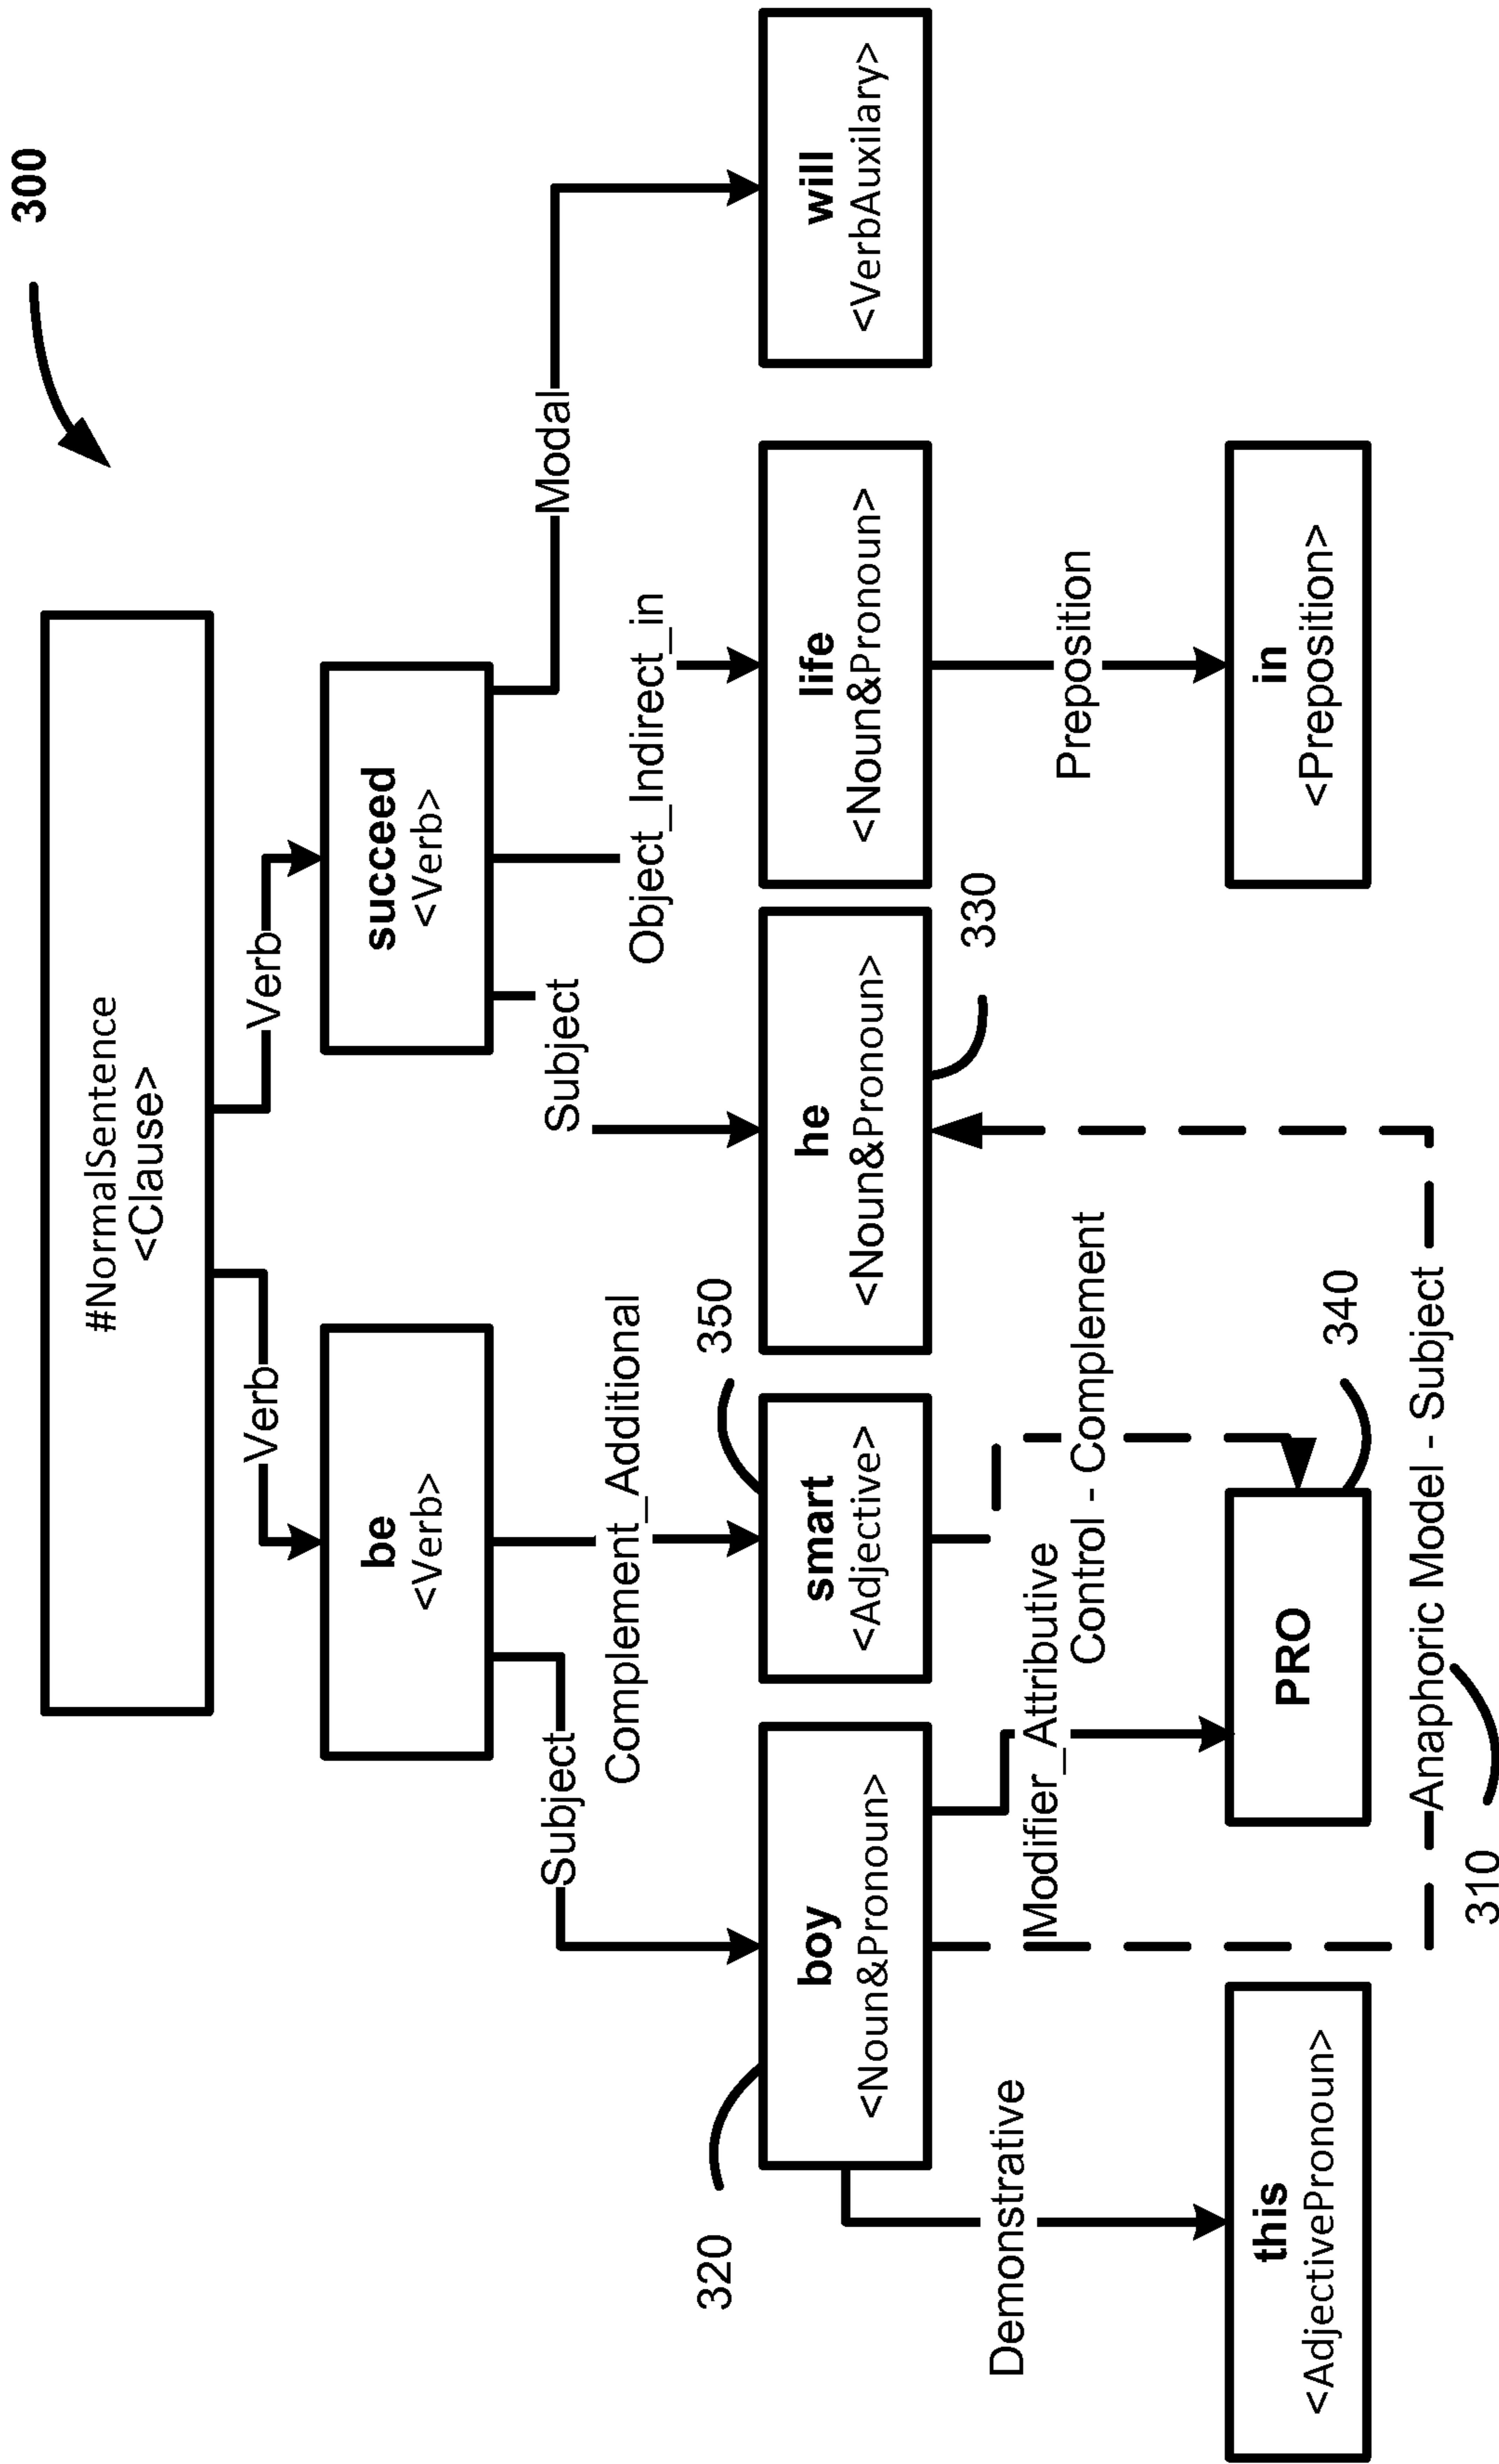 300
#NormalSentence
<Clause>
Verb
Verb
be
<Verb>
succeed
<Verb>
Subject
Complement_Additional
Subject
Object_Indirect_in
Modal
320
350
boy
<Noun&Pronoun>
smart
<Adjective>
he
<Noun&Pronoun>
life
<Noun&Pronoun>
will
<VerbAuxilary>
330
Demonstrative
Modifier_Attributive
Control - Complement
Preposition
this
<AdjectivePronoun>
PRO
340
in
<Preposition>
Anaphoric Model - Subject
310